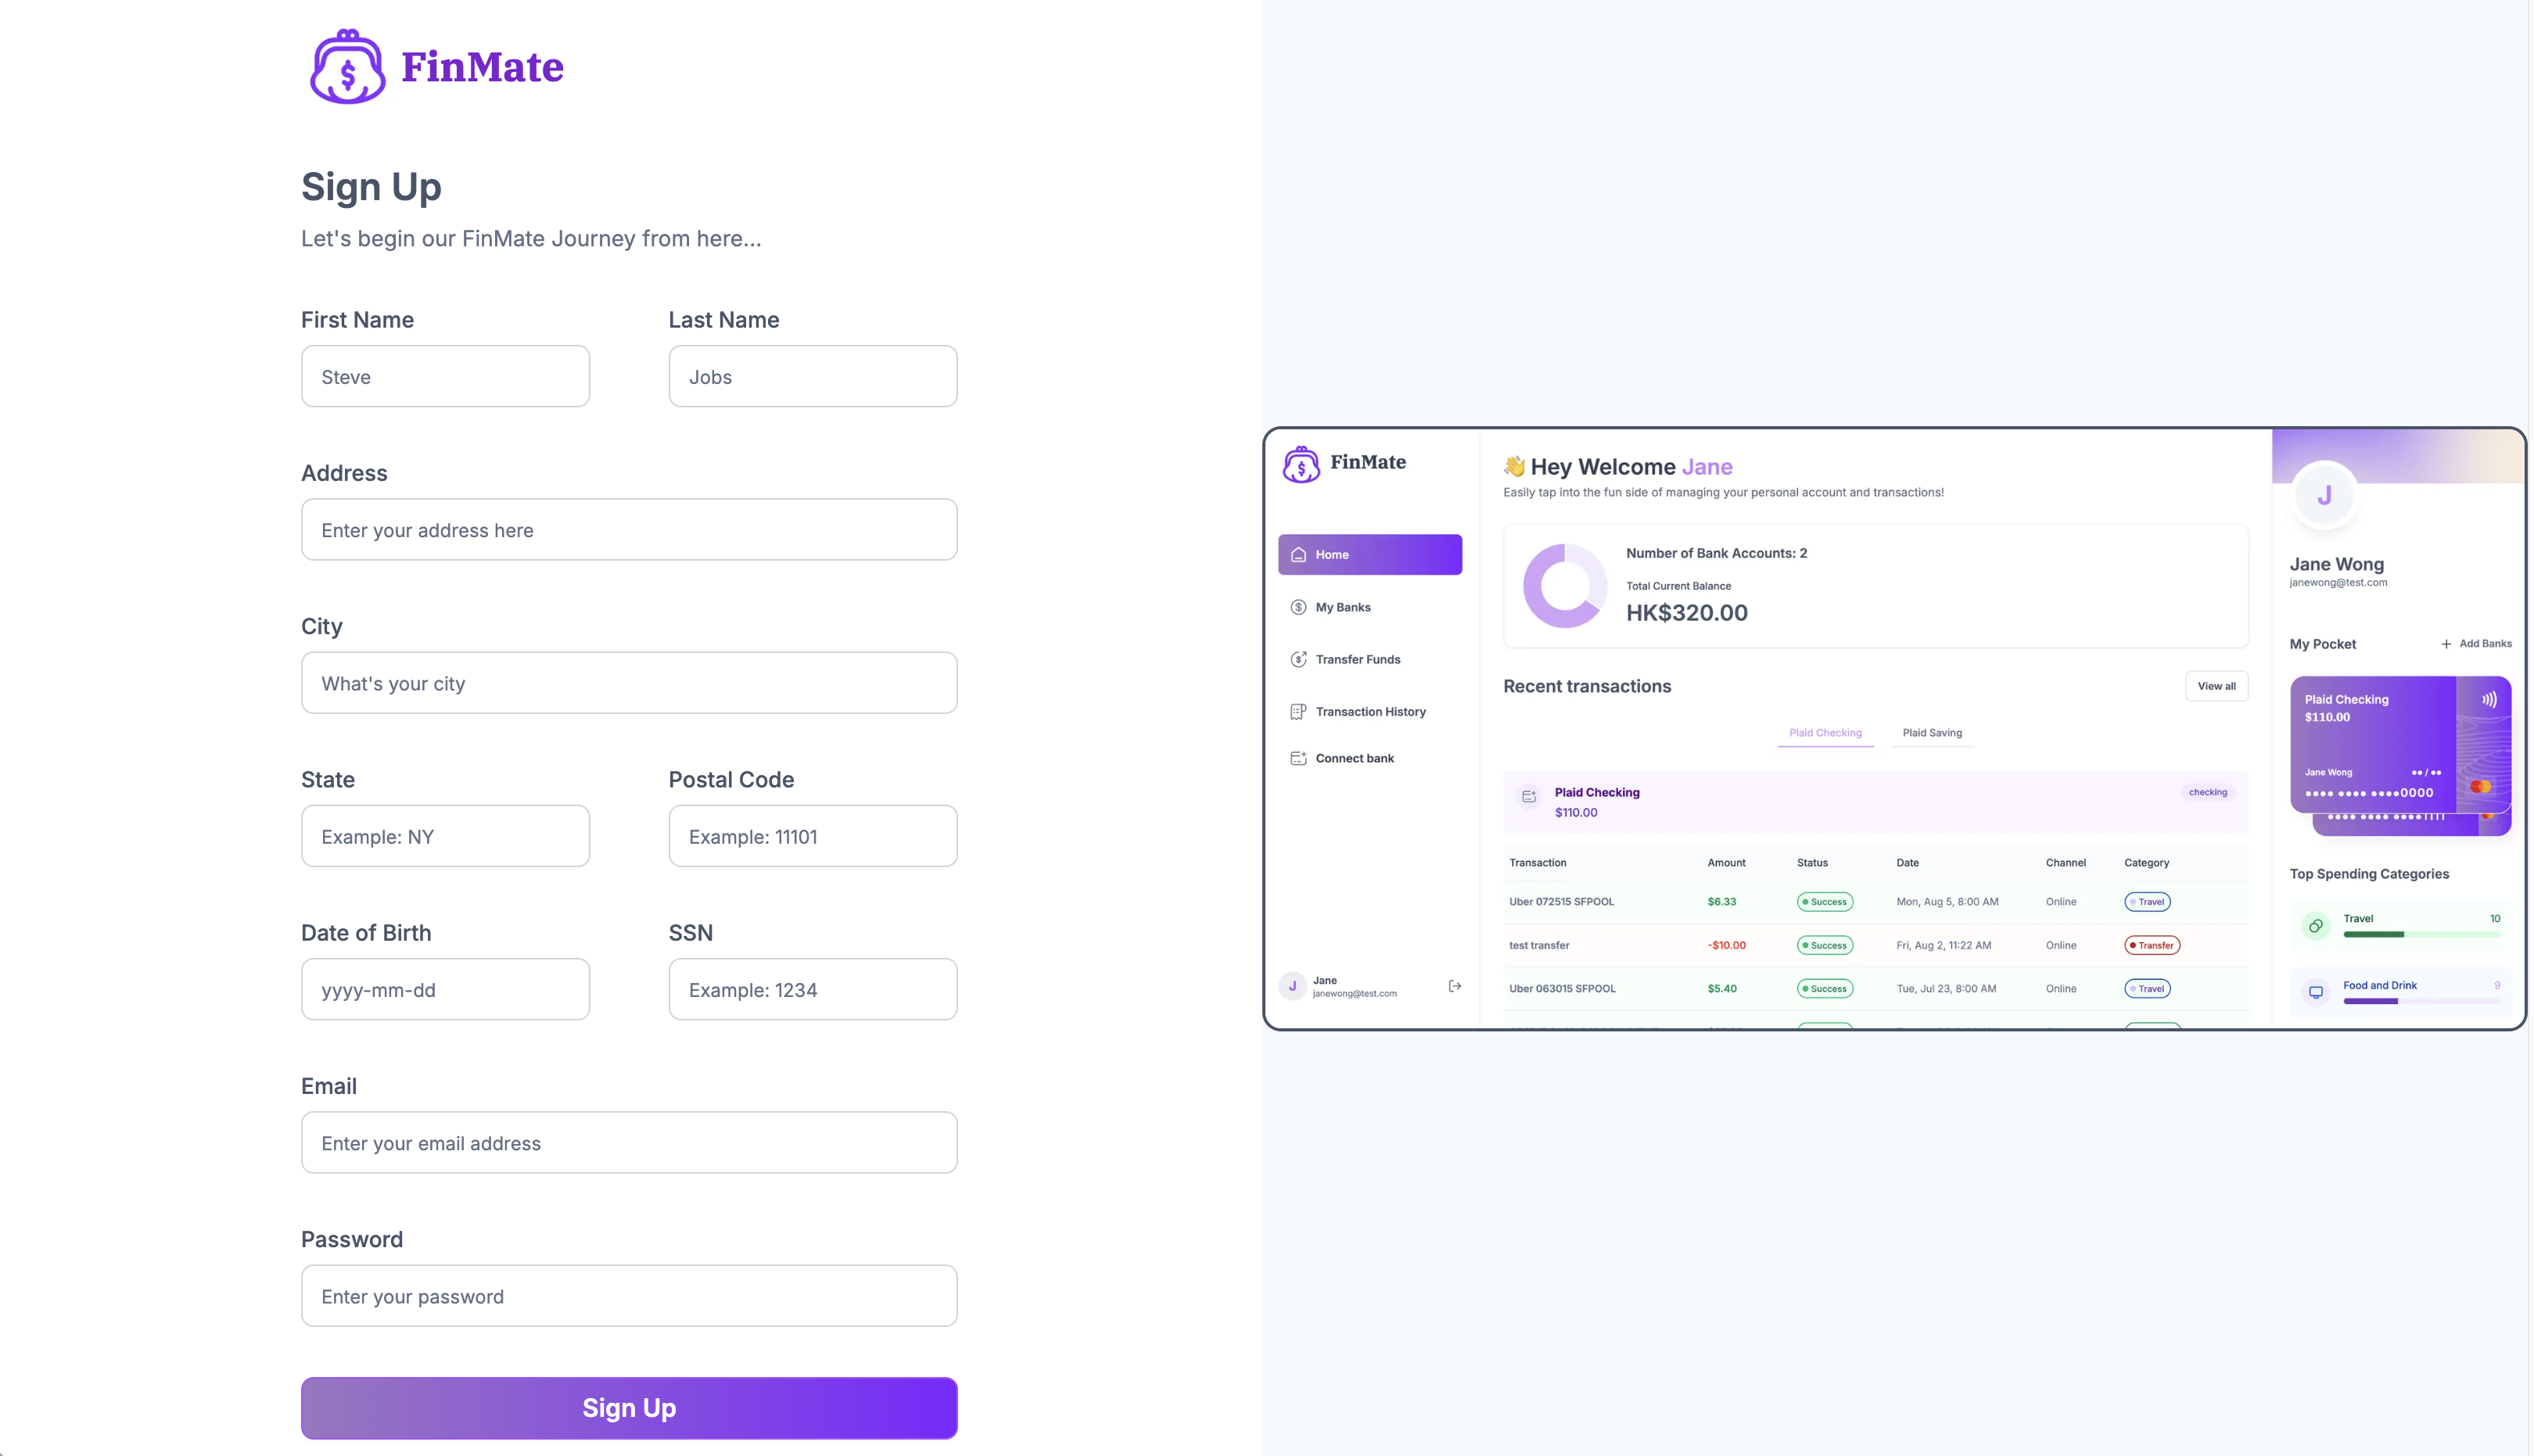 FinMate
Sign Up
Let's begin our FinMate Journey from here...
First Name
Last Name
Steve
Jobs
Address
Enter your address here
City
What's your city
State
Postal Code
Example: NY
Example: 11101
Date of Birth
SSN
yyyy-mm-dd
Example: 1234
Email
Enter your email address
Password
Enter your password
Sign Up
FinMate
Home
My Banks
Transfer Funds
Transaction History
Connect bank
J
Jane
janewong@test.com
👋 Hey Welcome Jane
Easily tap into the fun side of managing your personal account and transactions!
Number of Bank Accounts: 2
Total Current Balance
HK$320.00
Recent transactions
View all
Plaid Checking
Plaid Saving
Plaid Checking
checking
$110.00
Transaction Amount Status Date Channel Category
Uber 072515 SFPOOL $6.33 Success Mon, Aug 5, 8:00 AM Online Travel
test transfer -$10.00 Success Fri, Aug 2, 11:22 AM Online Transfer
Uber 063015 SFPOOL $5.40 Success Tue, Jul 23, 8:00 AM Online Travel
J
Jane Wong
janewong@test.com
My Pocket
+ Add Banks
Plaid Checking
$110.00
Jane Wong
●● / ●●
●●●● ●●●● ●●●●0000
●●●● ●●●● ●●●●1111
Top Spending Categories
Travel 10
Food and Drink 9